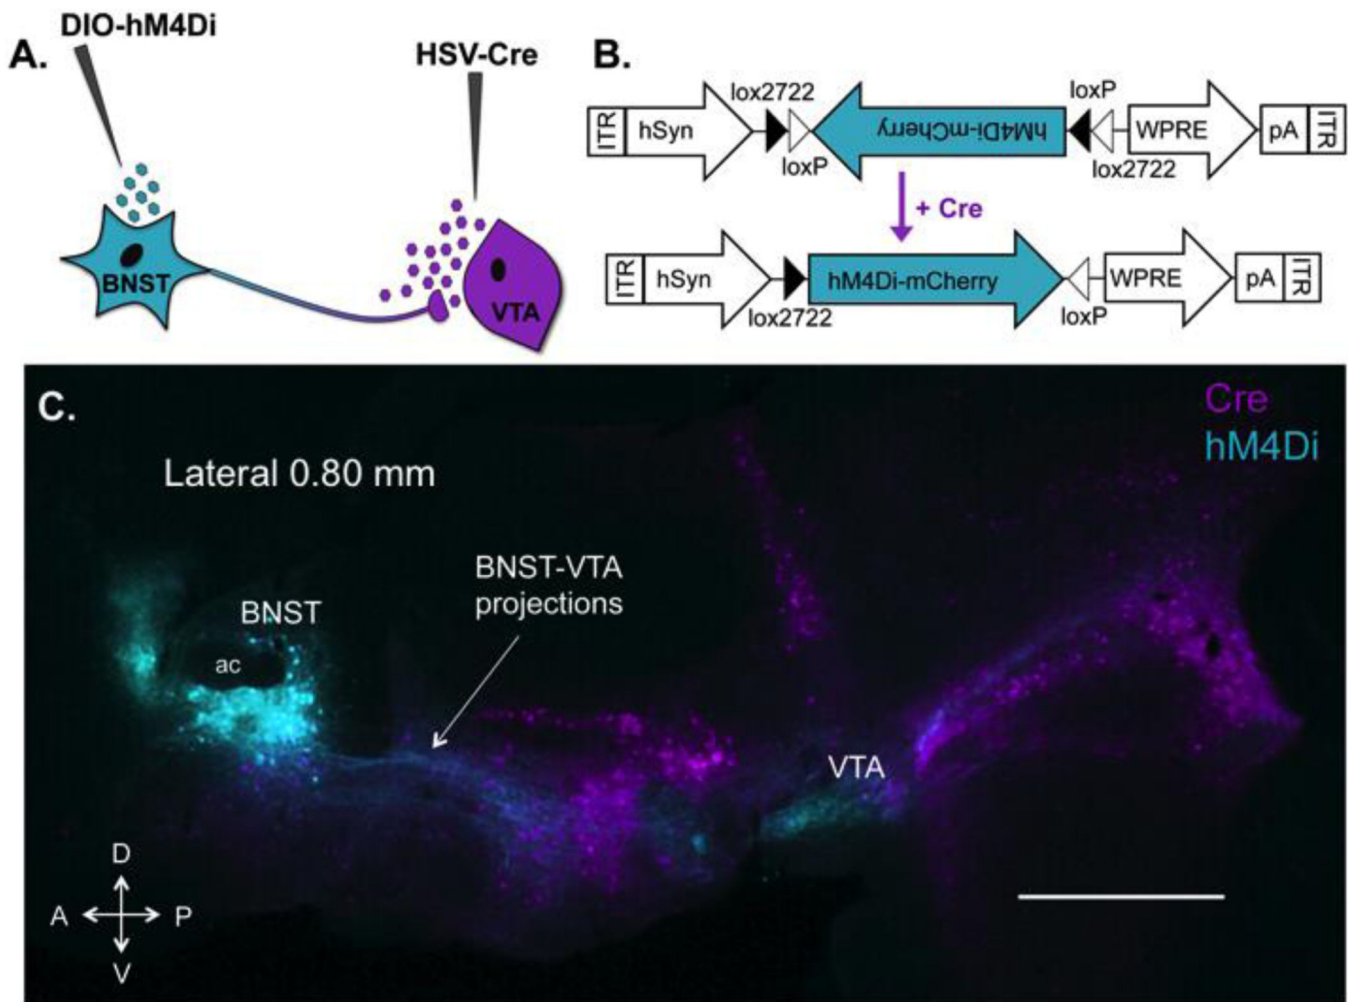 A.
DIO-hM4Di
HSV-Cre
BNST
VTA
B.
ITR
hSyn
lox2722
loxP
hM4Di-mCherry
loxP
lox2722
WPRE
pA
ITR
+ Cre
ITR
hSyn
lox2722
hM4Di-mCherry
loxP
WPRE
pA
ITR
C.
Cre
hM4Di
Lateral 0.80 mm
BNST-VTA
projections
BNST
ac
VTA
D
A
P
V